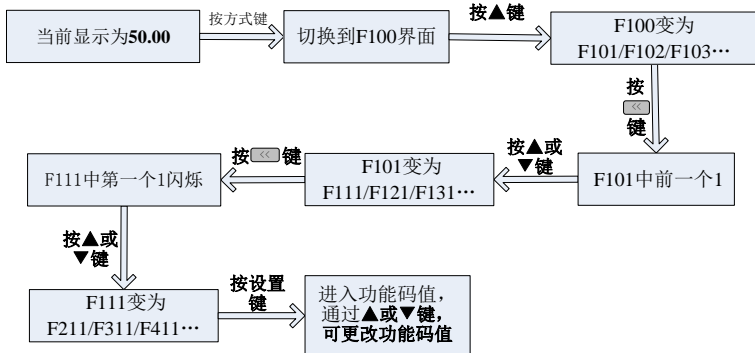 当前显示为50.00
按方式键
切换到F100界面
按▲键
F100变为
F101/F102/F103…
按
<<
键
F101中前一个1
按▲或
▼键
F101变为
F111/F121/F131…
按<<键
F111中第一个1闪烁
按▲或
▼键
F111变为
F211/F311/F411…
按设置
键
进入功能码值，
通过▲或▼键，
可更改功能码值